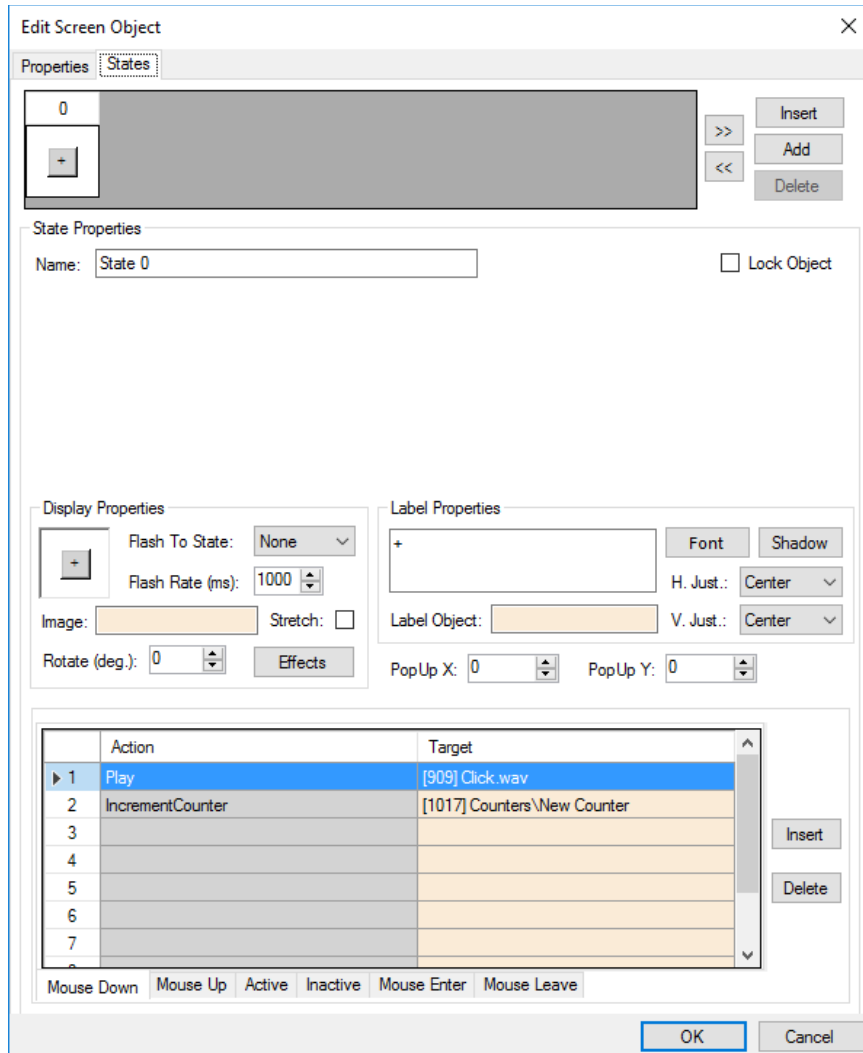 Edit Screen Object
Properties States
0
+
>>
<<
Insert
Add
Delete
State Properties
Name: State 0
Lock Object
Display Properties
+
Flash To State: None
Flash Rate (ms): 1000
Image:
Stretch:
Rotate (deg.): 0
Effects
Label Properties
+
Font Shadow
H. Just.: Center
Label Object:
V. Just.: Center
PopUp X: 0
PopUp Y: 0
Action Target
1 Play [909] Click.wav
2 IncrementCounter [1017] Counters\New Counter
3
4
5
6
7
Insert
Delete
Mouse Down Mouse Up Active Inactive Mouse Enter Mouse Leave
OK Cancel